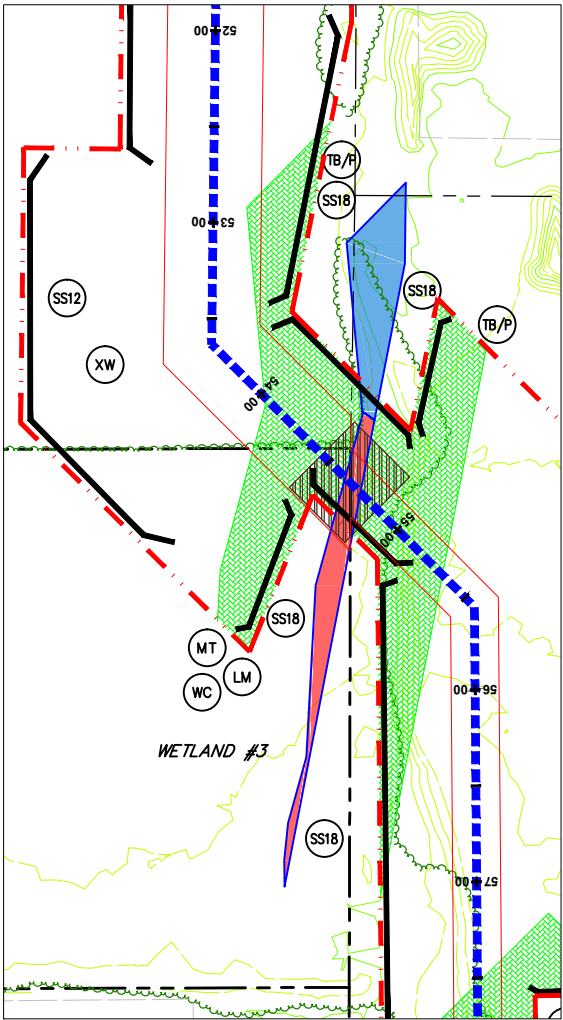 52+00
TB/P
SS18
53+00
SS12
SS18
TB/P
XW
54+00
55+00
SS18
MT
LM
WC
56+00
WETLAND #3
SS18
57+00